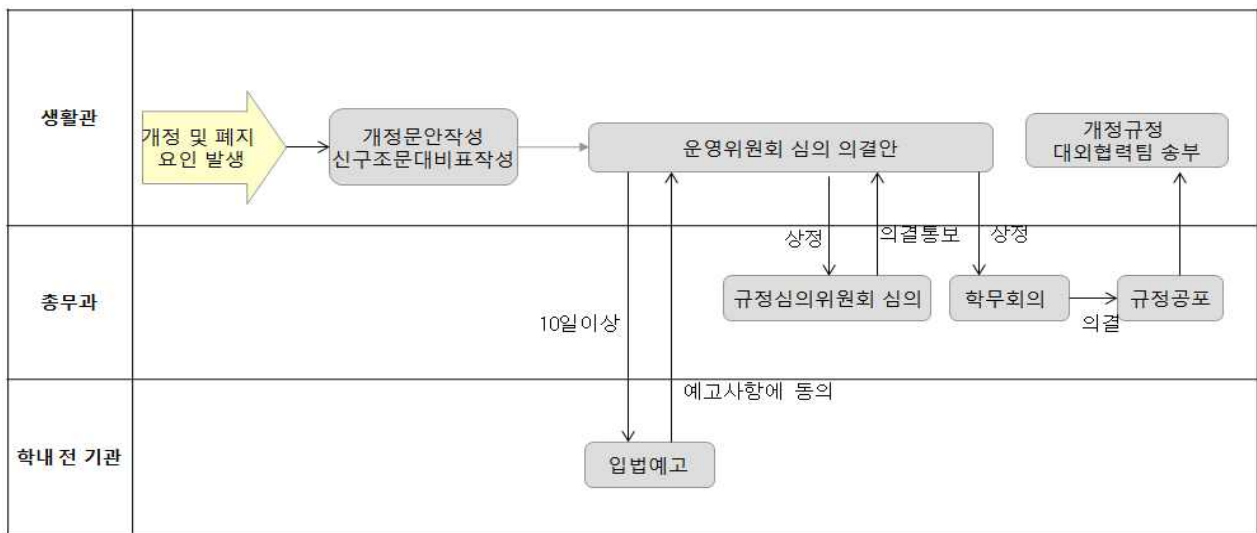 생활관
개정 및 폐지
요인 발생
개정문안작성
신구조문대비표작성
운영위원회 심의 의결안
개정규정
대외협력팀 송부
상정
의결통보
상정
총무과
규정심의위원회 심의
학무회의
규정공포
의결
10일이상
예고사항에 동의
학내 전 기관
입법예고